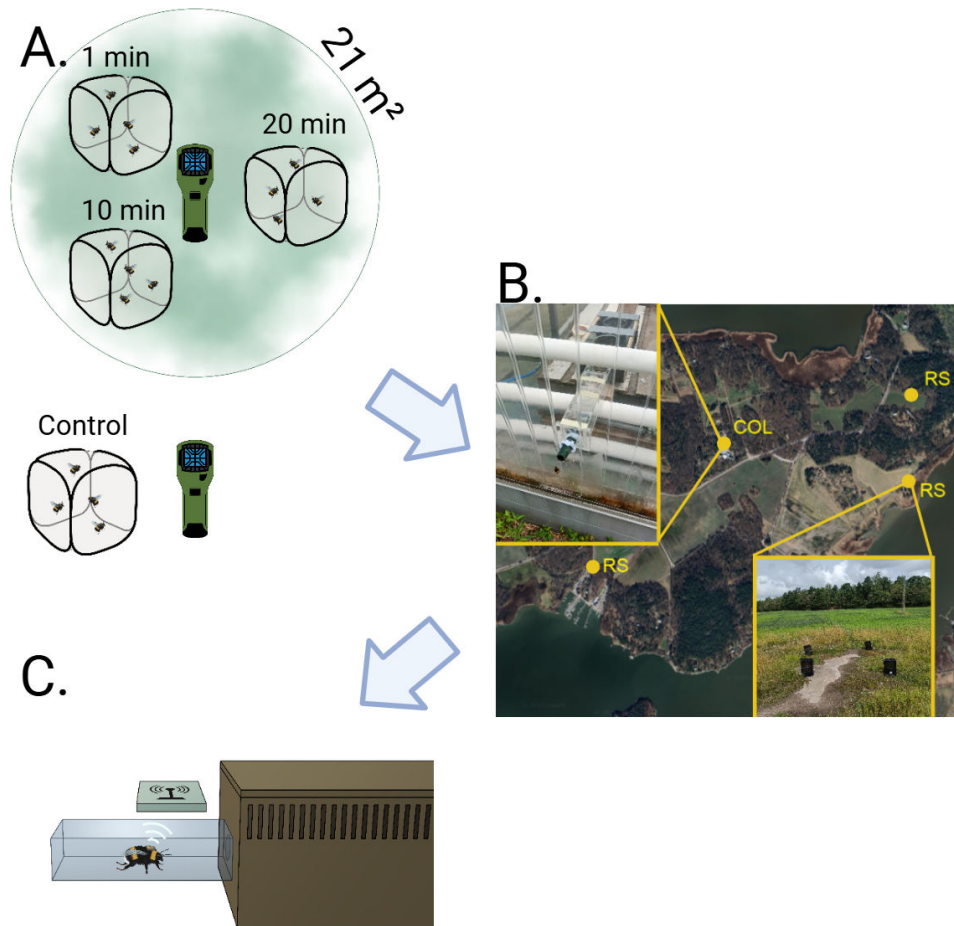 A.
1 min
21 m²
20 min
10 min
Control
B.
RS
COL
RS
RS
C.